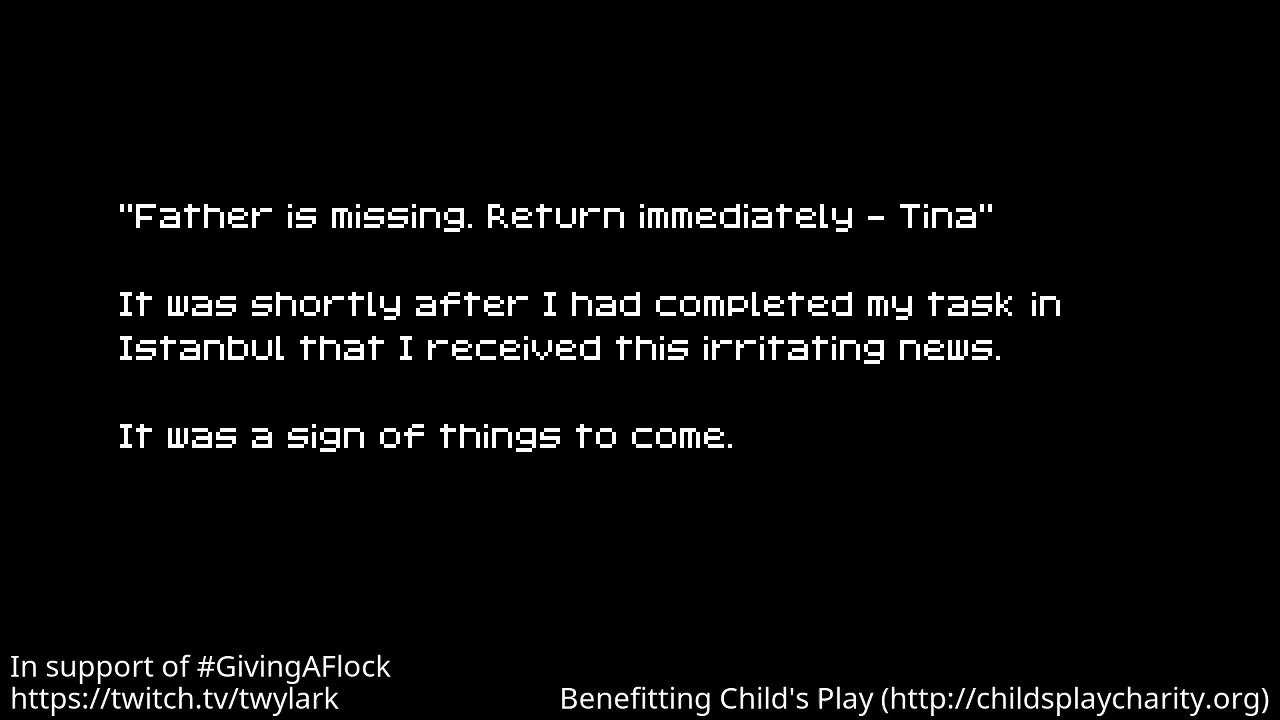 "Father is missing. Return immediately - Tina"
It was shortly after I had completed my task in
Istanbul that I received this irritating news.
It was a sign of things to come.
In support of #GivingAFlock
https://twitch.tv/twylark
Benefitting Child's Play (http://childsplaycharity.org)